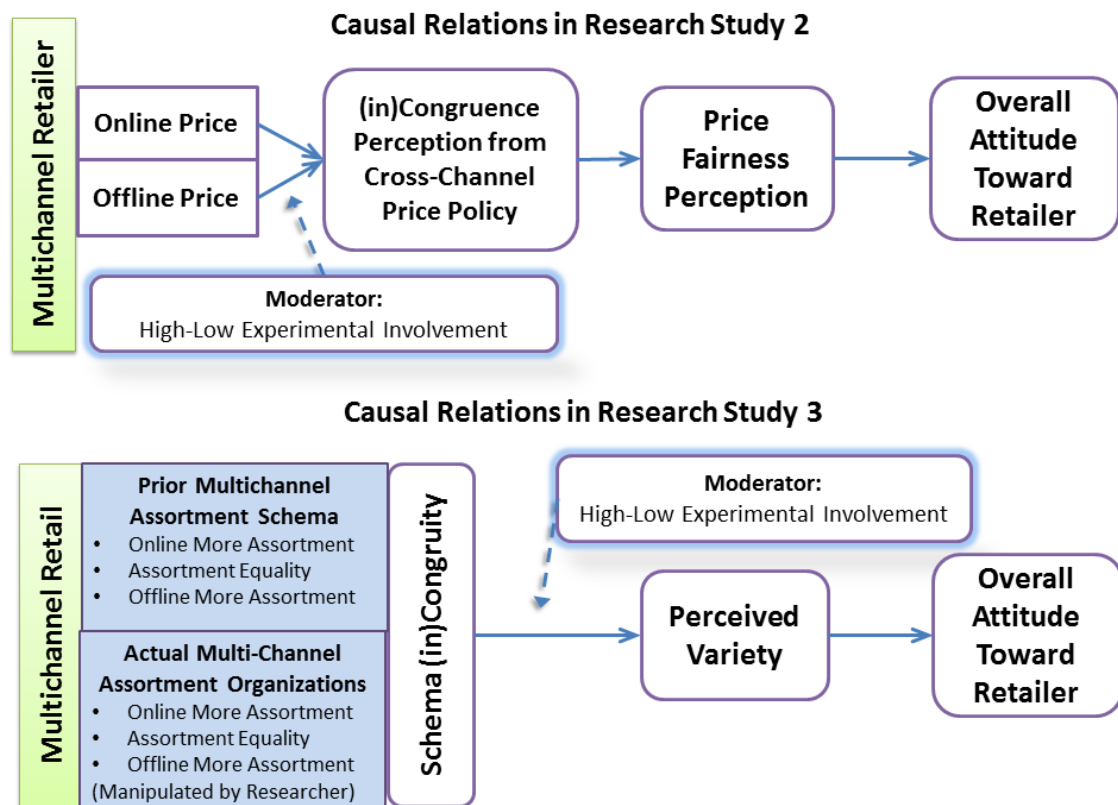 Causal Relations in Research Study 2
Multichannel Retailer
Online Price
Offline Price
(in)Congruence
Perception from
Cross-Channel
Price Policy
Price
Fairness
Perception
Overall
Attitude
Toward
Retailer
Moderator:
High-Low Experimental Involvement
Causal Relations in Research Study 3
Multichannel Retail
Prior Multichannel
Assortment Schema
• Online More Assortment
• Assortment Equality
• Offline More Assortment
Actual Multi-Channel
Assortment Organizations
• Online More Assortment
• Assortment Equality
• Offline More Assortment
(Manipulated by Researcher)
Schema (in)Congruity
Moderator:
High-Low Experimental Involvement
Perceived
Variety
Overall
Attitude
Toward
Retailer